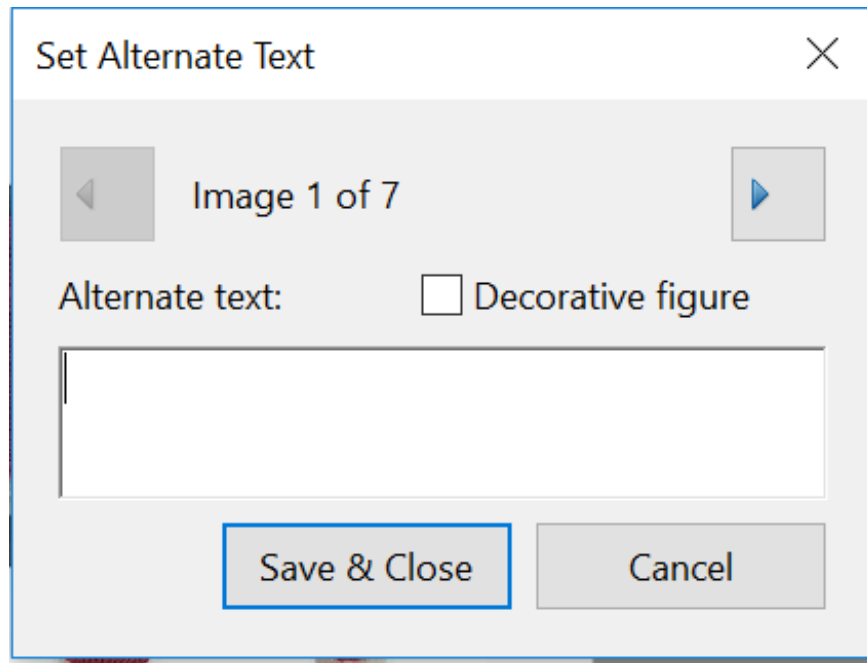 Set Alternate Text
Image 1 of 7
Alternate text: Decorative figure
Save & Close Cancel